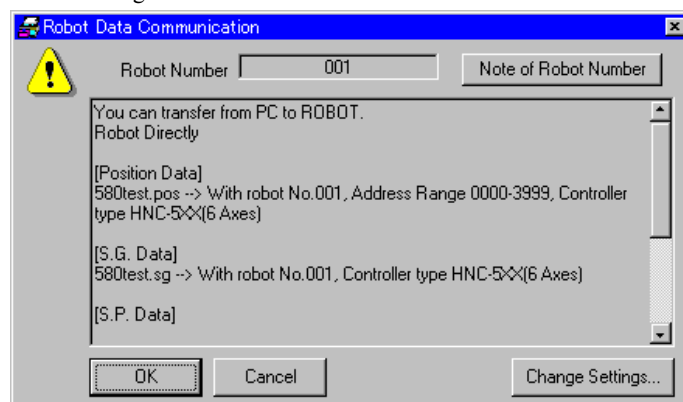 Robot Data Communication
Robot Number 001 Note of Robot Number
You can transfer from PC to ROBOT.
Robot Directly
[Position Data]
580test.pos --> With robot No.001, Address Range 0000-3999, Controller
type HNC-5XX(6 Axes)
[S.G. Data]
580test.sg --> With robot No.001, Controller type HNC-5XX(6 Axes)
[S.P. Data]
OK Cancel Change Settings...